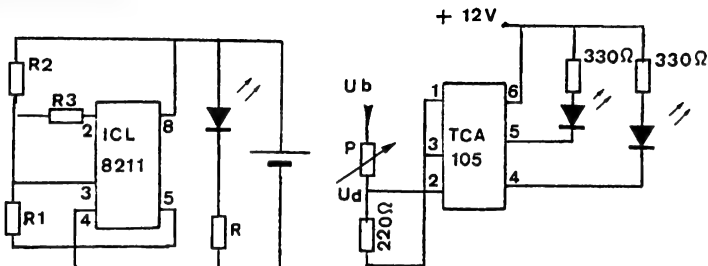 R2
R3
2
ICL
8211
8
3
4
5
R1
R
+ 12V
330Ω
330Ω
Ub
1
6
P
TCA
105
3
5
Ud
2
4
220Ω